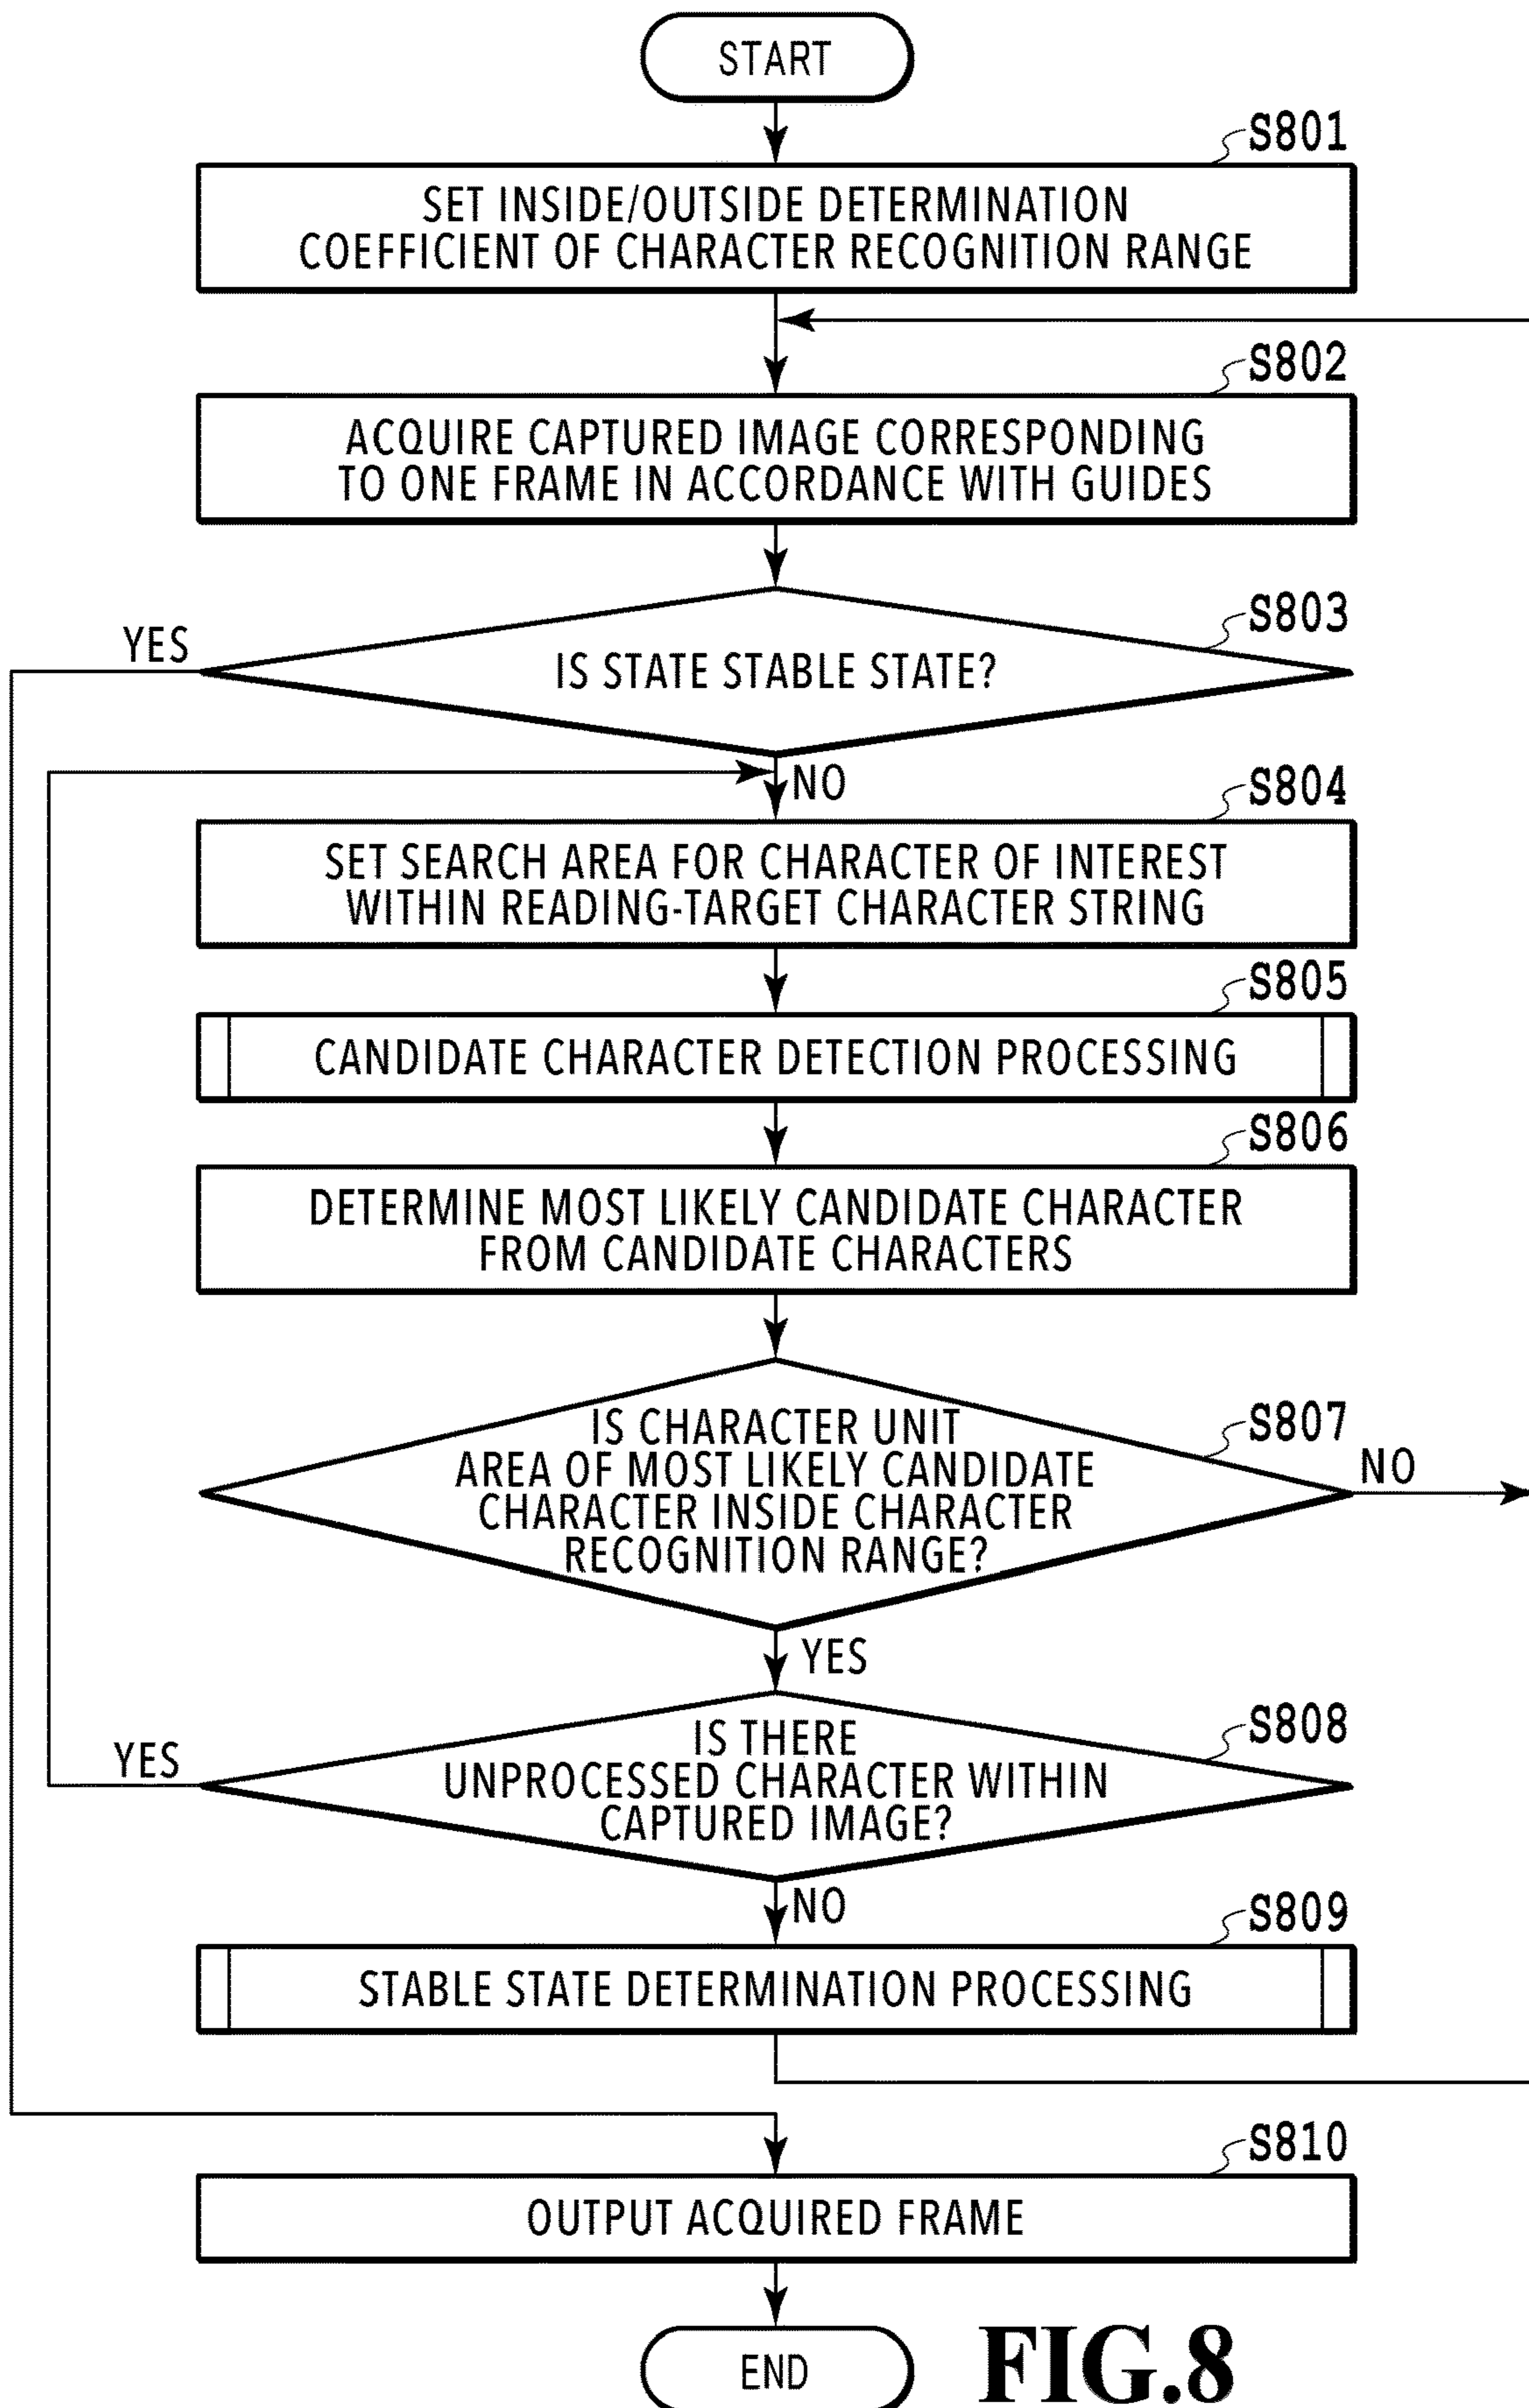 START
S801
SET INSIDE/OUTSIDE DETERMINATION
COEFFICIENT OF CHARACTER RECOGNITION RANGE
S802
ACQUIRE CAPTURED IMAGE CORRESPONDING
TO ONE FRAME IN ACCORDANCE WITH GUIDES
S803
YES
IS STATE STABLE STATE?
NO
S804
SET SEARCH AREA FOR CHARACTER OF INTEREST
WITHIN READING-TARGET CHARACTER STRING
S805
CANDIDATE CHARACTER DETECTION PROCESSING
S806
DETERMINE MOST LIKELY CANDIDATE CHARACTER
FROM CANDIDATE CHARACTERS
S807
IS CHARACTER UNIT
AREA OF MOST LIKELY CANDIDATE
CHARACTER INSIDE CHARACTER
RECOGNITION RANGE?
NO
YES
S808
IS THERE
UNPROCESSED CHARACTER WITHIN
CAPTURED IMAGE?
YES
NO
S809
STABLE STATE DETERMINATION PROCESSING
S810
OUTPUT ACQUIRED FRAME
END
FIG.8